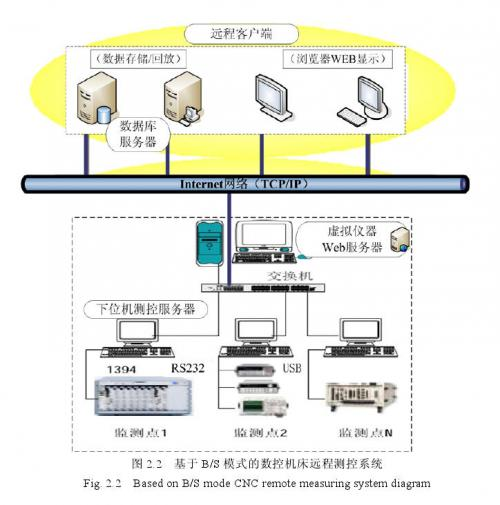 远程客户端
（数据存储/回放）
（浏览器WEB显示）
数据库
服务器
Internet网络（TCP/IP）
虚拟仪器
Web服务器
交换机
下位机测控服务器
1394
RS232
USB
监测点1
监测点2
监测点N
图 2.2 基于 B/S 模式的数控机床远程测控系统
Fig. 2.2 Based on B/S mode CNC remote measuring system diagram